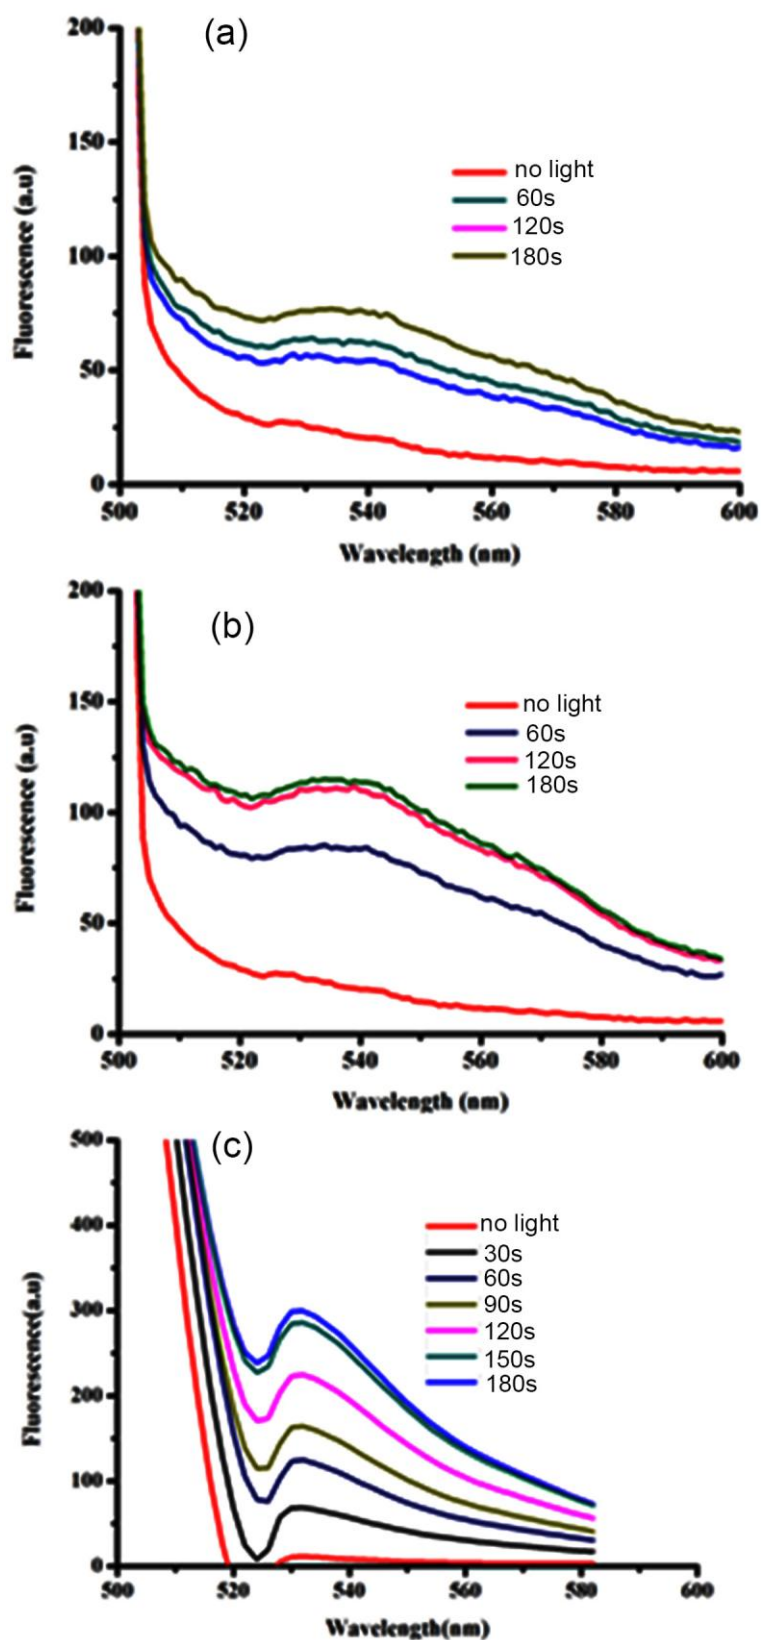 (a)
200
150
100
50
0
Fluorescence (a.u)
no light
60s
120s
180s
500 520 540 560 580 600
Wavelength (nm)
(b)
200
150
100
50
0
Fluorescence (a.u)
no light
60s
120s
180s
500 520 540 560 580 600
Wavelength (nm)
(c)
500
400
300
200
100
0
Fluorescence(a.u)
no light
30s
60s
90s
120s
150s
180s
500 520 540 560 580 600
Wavelength(nm)